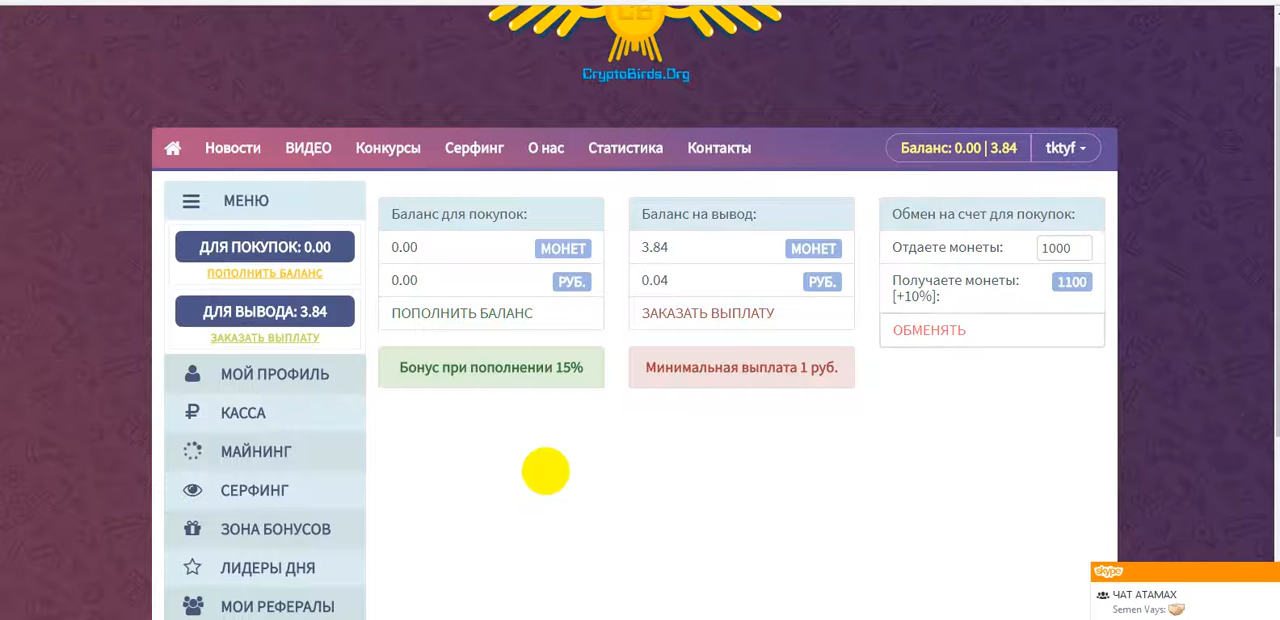 CB
CryptoBirds.Org
Новости ВИДЕО Конкурсы Серфинг О нас Статистика Контакты Баланс: 0.00 | 3.84 tktyf
МЕНЮ
ДЛЯ ПОКУПОК: 0.00
ПОПОЛНИТЬ БАЛАНС
ДЛЯ ВЫВОДА: 3.84
ЗАКАЗАТЬ ВЫПЛАТУ
МОЙ ПРОФИЛЬ
КАССА
МАЙНИНГ
СЕРФИНГ
ЗОНА БОНУСОВ
ЛИДЕРЫ ДНЯ
МОИ РЕФЕРАЛЫ
Баланс для покупок:
0.00 МОНЕТ
0.00 РУБ.
ПОПОЛНИТЬ БАЛАНС
Бонус при пополнении 15%
Баланс на вывод:
3.84 МОНЕТ
0.04 РУБ.
ЗАКАЗАТЬ ВЫПЛАТУ
Минимальная выплата 1 руб.
Обмен на счет для покупок:
Отдаете монеты: 1000
Получаете монеты: 1100
[+10%]:
ОБМЕНЯТЬ
skype
ЧАТ АТАМАХ
Semen Vays: